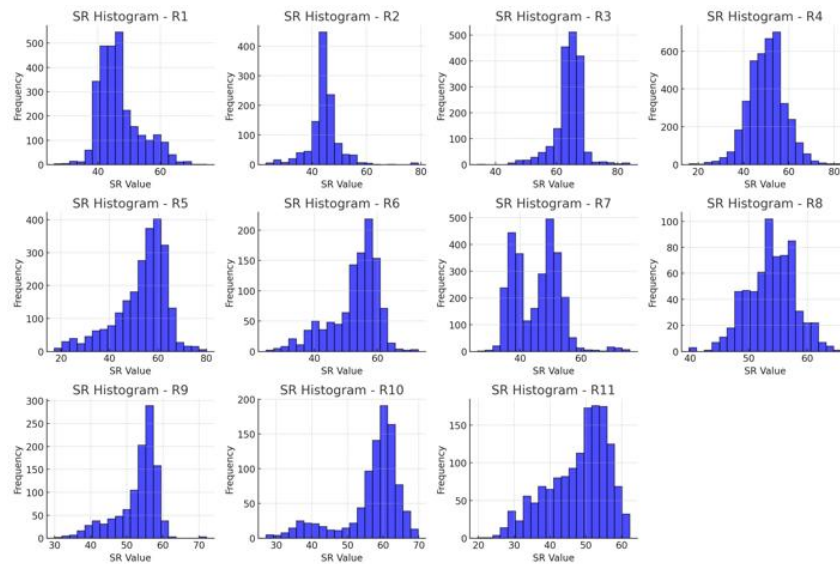 SR Histogram - R1
Frequency
500
400
300
200
100
0
40
60
SR Value
SR Histogram - R2
Frequency
400
300
200
100
0
40
60
80
SR Value
SR Histogram - R3
Frequency
500
400
300
200
100
0
40
60
80
SR Value
SR Histogram - R4
Frequency
600
400
200
0
20
40
60
80
SR Value
SR Histogram - R5
Frequency
400
300
200
100
0
20
40
60
80
SR Value
SR Histogram - R6
Frequency
200
150
100
50
0
40
60
SR Value
SR Histogram - R7
Frequency
500
400
300
200
100
0
40
60
SR Value
SR Histogram - R8
Frequency
100
80
60
40
20
0
40
50
60
SR Value
SR Histogram - R9
Frequency
300
250
200
150
100
50
0
30
40
50
60
70
SR Value
SR Histogram - R10
Frequency
200
150
100
50
0
30
40
50
60
70
SR Value
SR Histogram - R11
Frequency
150
100
50
0
20
30
40
50
60
SR Value